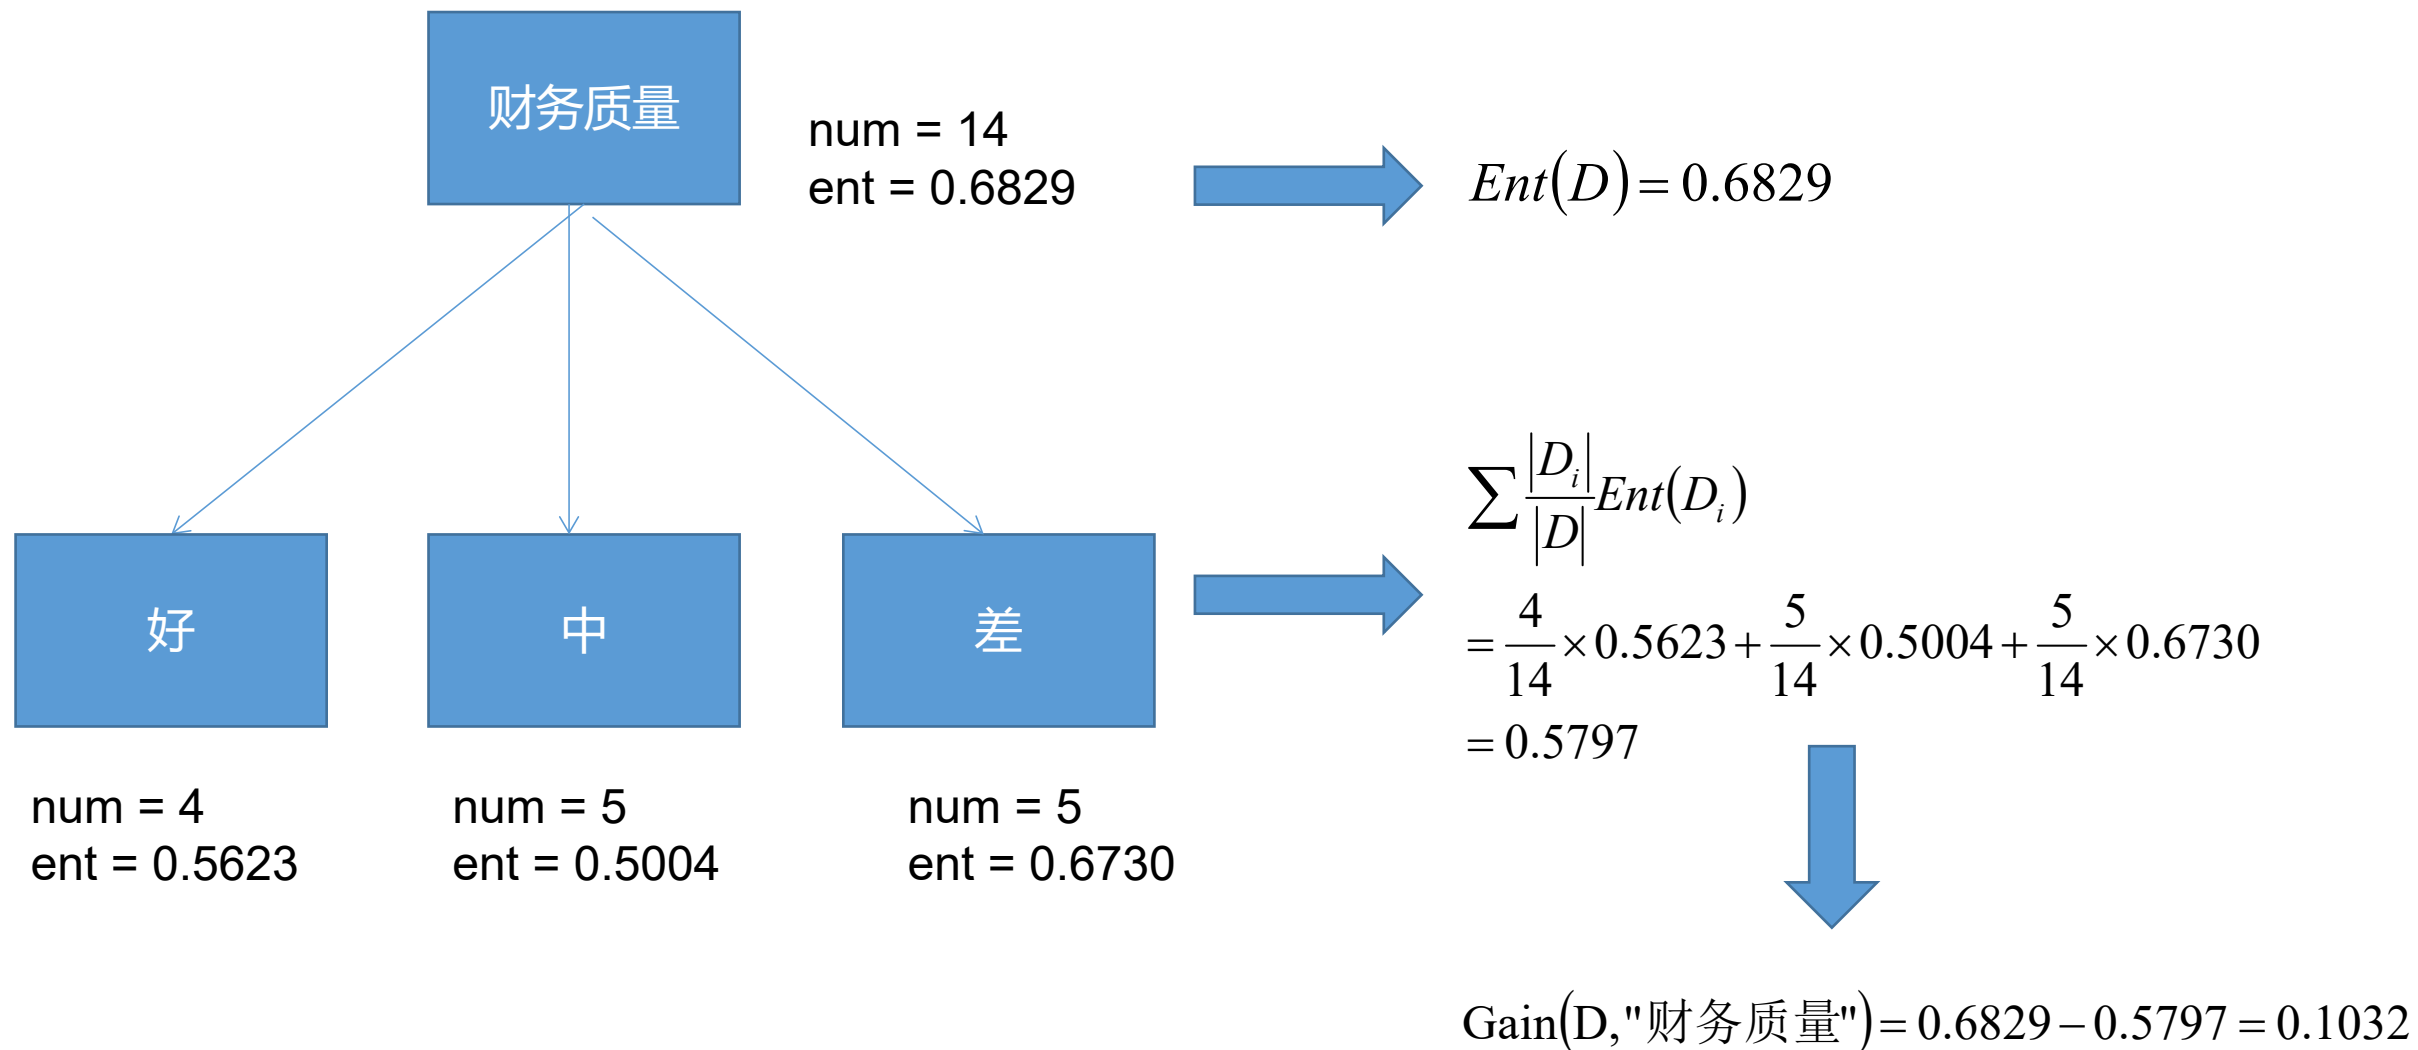 财务质量
num = 14
ent = 0.6829
Ent(D) = 0.6829
好
中
差
num = 4
ent = 0.5623
num = 5
ent = 0.5004
num = 5
ent = 0.6730
∑ |D_i|/|D| Ent(D_i)
= 4/14 × 0.5623 + 5/14 × 0.5004 + 5/14 × 0.6730
= 0.5797
Gain(D,"财务质量") = 0.6829 − 0.5797 = 0.1032